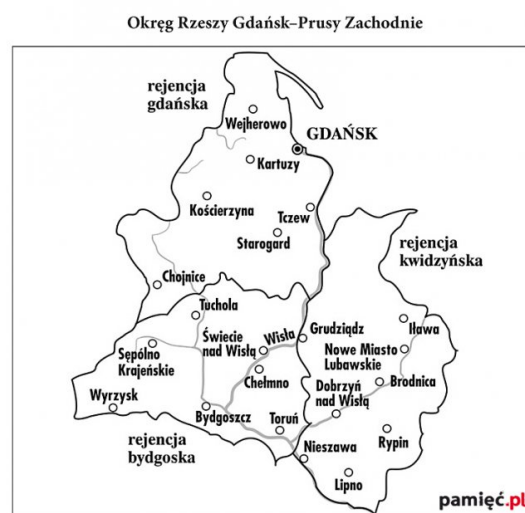 Okręg Rzeszy Gdańsk–Prusy Zachodnie
rejencja
gdańska
Wejherowo
GDAŃSK
Kartuzy
Kościerzyna
Tczew
Starogard
rejencja
kwidzyńska
Chojnice
Tuchola
Świecie
nad Wisłą
Wisła
Grudziądz
Iława
Sępólno
Krajeńskie
Nowe Miasto
Lubawskie
Chełmno
Dobrzyń
nad Wisłą
Brodnica
Wyrzysk
Bydgoszcz
Toruń
rejencja
bydgoska
Nieszawa
Rypin
Lipno
pamięć.pl